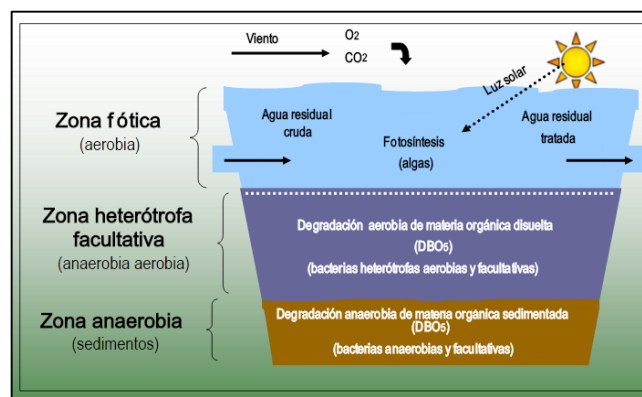 Viento
O2
CO2
Luz solar
Zona fótica
(aerobia)
Agua residual
cruda
Fotosíntesis
(algas)
Agua residual
tratada
Zona heterótrofa
facultativa
(anaerobia aerobia)
Degradación aerobia de materia orgánica disuelta
(DBO5)
(bacterias heterótrofas aerobias y facultativas)
Zona anaerobia
(sedimentos)
Degradación anaerobia de materia orgánica sedimentada
(DBO5)
(bacterias anaerobias y facultativas)